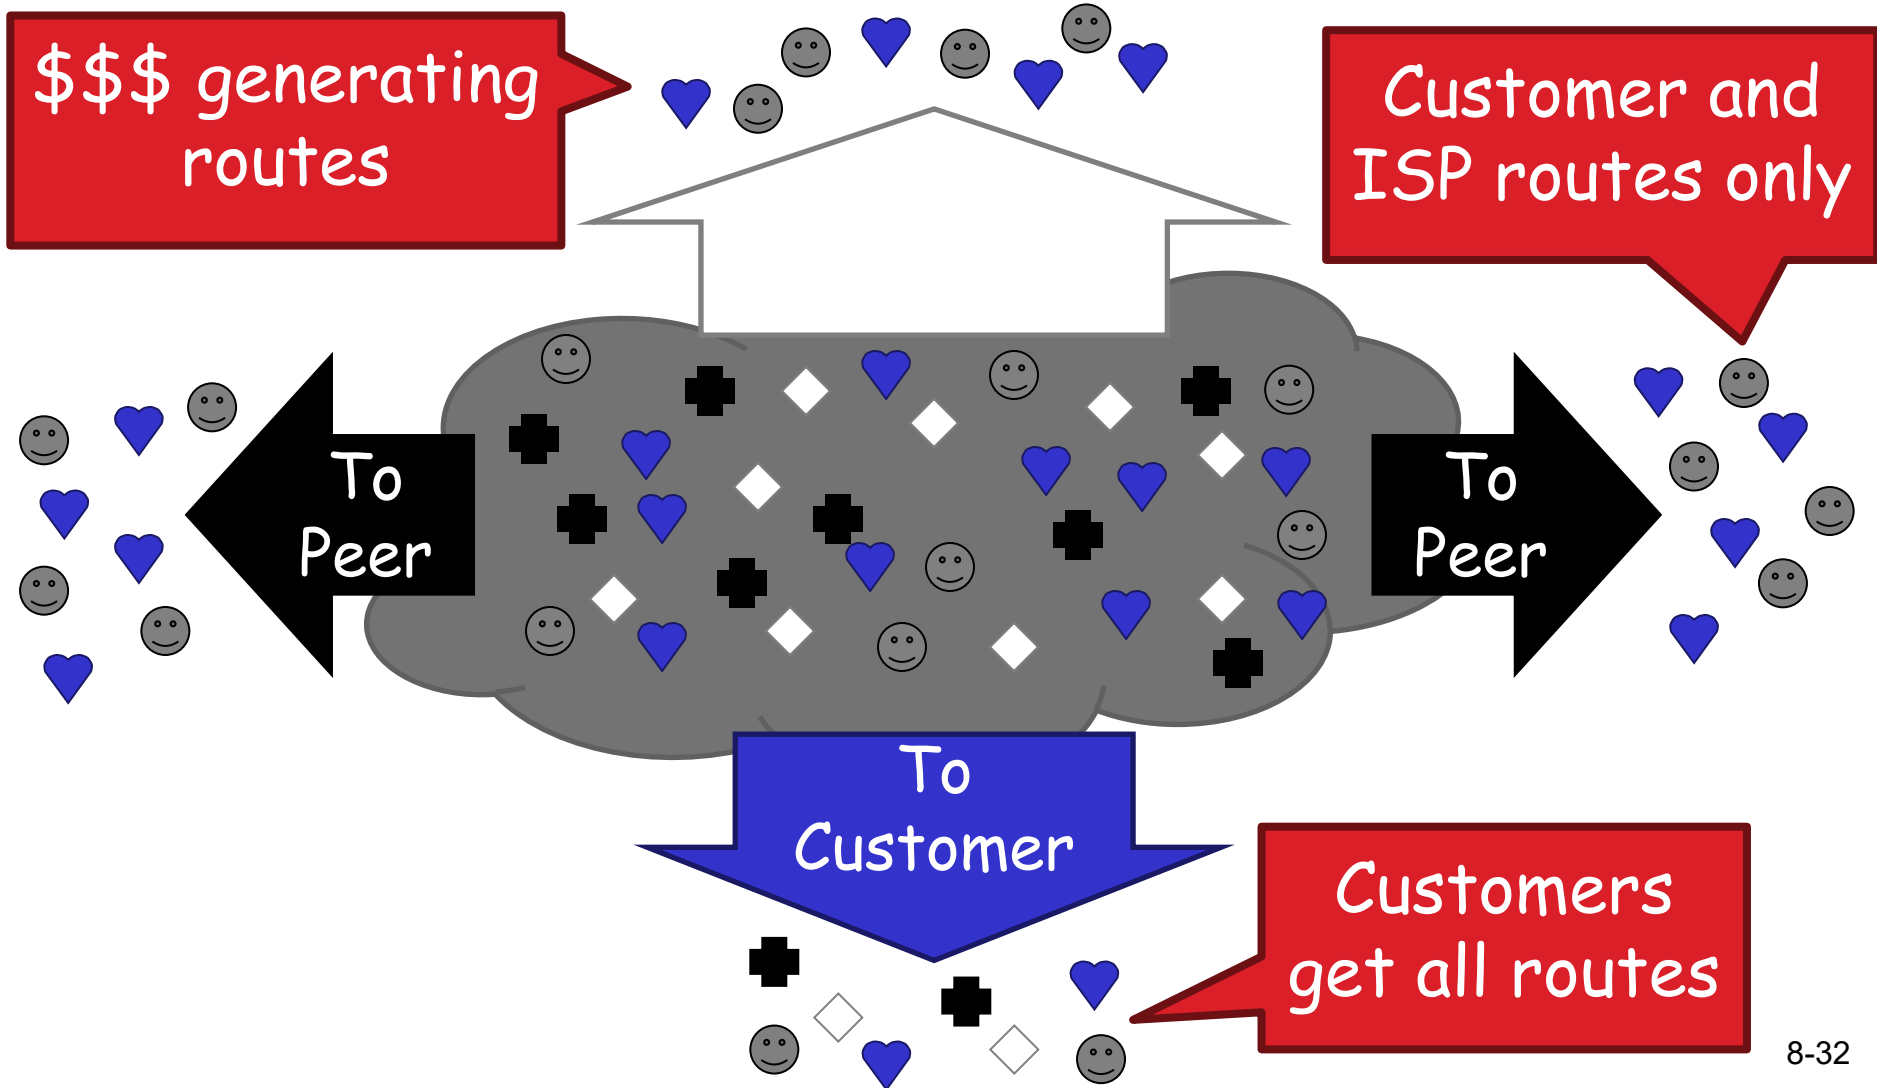 $$$ generating
routes
Customer and
ISP routes only
To
Peer
To
Peer
To
Customer
Customers
get all routes
8-32